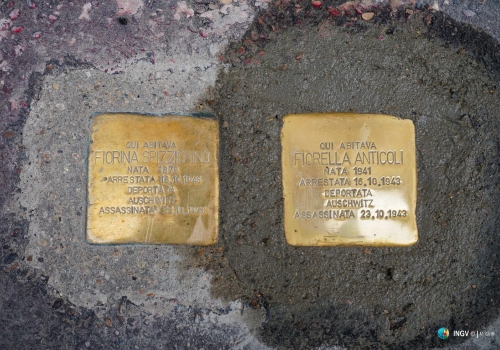 QUI ABITAVA
FIORINA
NATA
ARRESTATA
DEPORTATA
AUSCHWITZ
ASSASSINATA
QUI ABITAVA
FIORELLA ANTICOLI
NATA 1941
ARRESTATA 16.10.1943
DEPORTATA
AUSCHWITZ
ASSASSINATA 23.10.1943
INGV